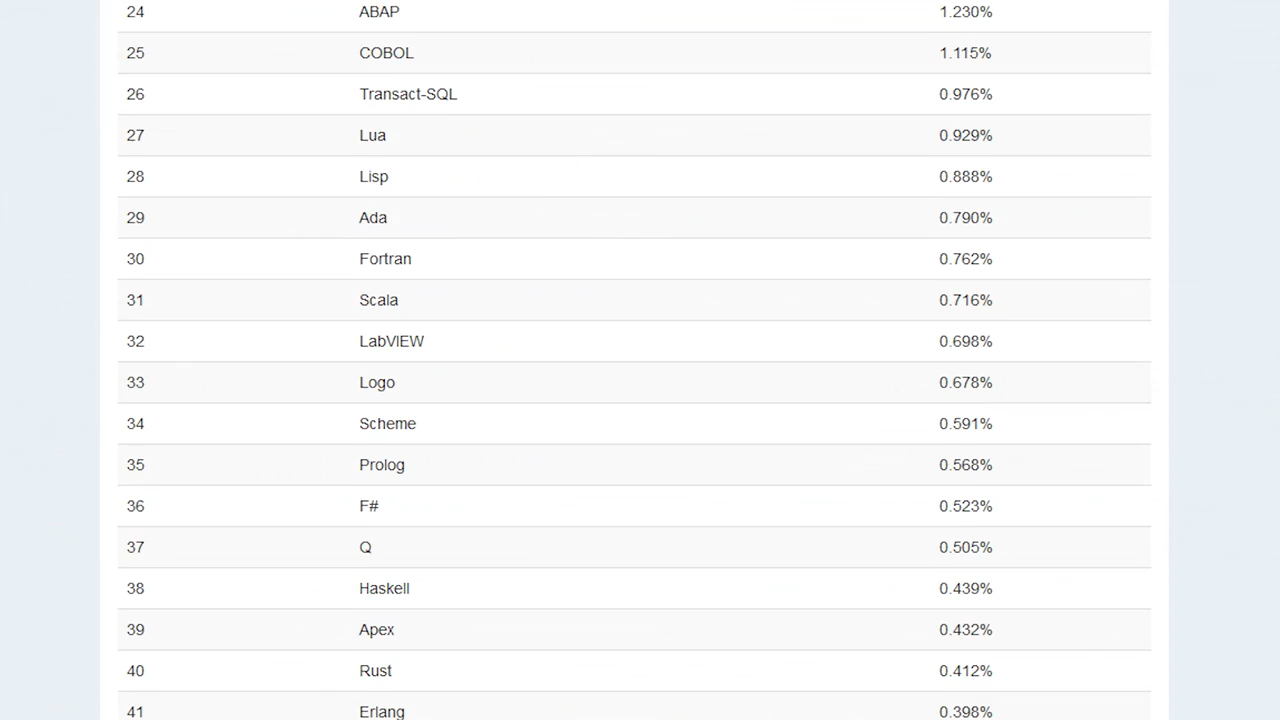 24 ABAP 1.230%
25 COBOL 1.115%
26 Transact-SQL 0.976%
27 Lua 0.929%
28 Lisp 0.888%
29 Ada 0.790%
30 Fortran 0.762%
31 Scala 0.716%
32 LabVIEW 0.698%
33 Logo 0.678%
34 Scheme 0.591%
35 Prolog 0.568%
36 F# 0.523%
37 Q 0.505%
38 Haskell 0.439%
39 Apex 0.432%
40 Rust 0.412%
41 Erlang 0.398%